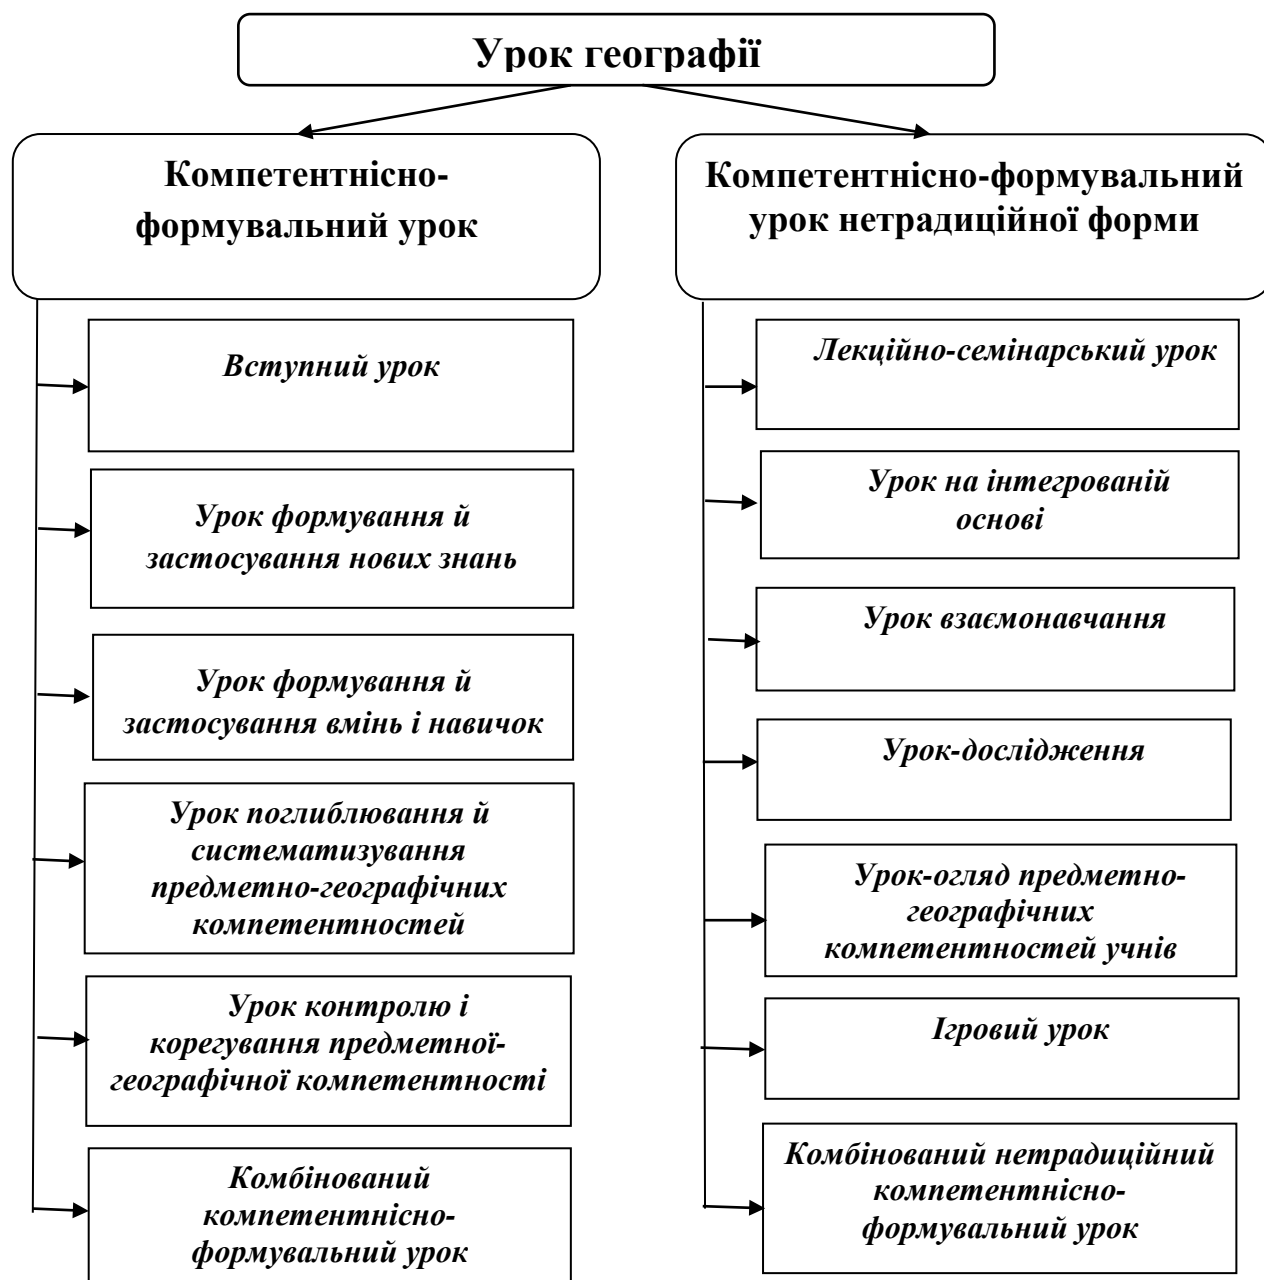 Урок географії
Компетентнісно-
формувальний урок
Вступний урок
Урок формування й
застосування нових знань
Урок формування й
застосування вмінь і навичок
Урок поглиблювання й
систематизування
предметно-географічних
компетентностей
Урок контролю і
корегування предметної-
географічної компетентності
Комбінований
компетентнісно-
формувальний урок
Компетентнісно-формувальний
урок нетрадиційної форми
Лекційно-семінарський урок
Урок на інтегрованій
основі
Урок взаємонавчання
Урок-дослідження
Урок-огляд предметно-
географічних
компетентностей учнів
Ігровий урок
Комбінований нетрадиційний
компетентнісно-
формувальний урок